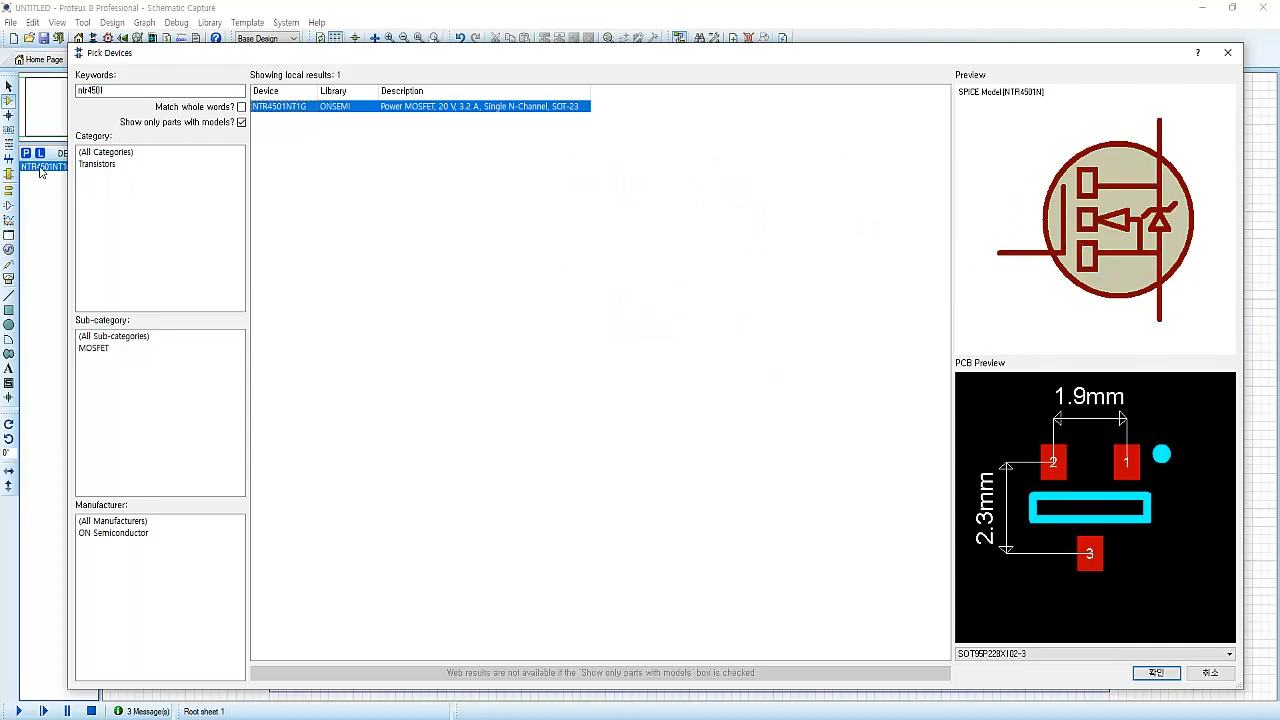 UNTITLED - Proteus 8 Professional - Schematic Capture
File Edit View Tool Design Graph Debug Library Template System Help
Home Page
Base Design
Pick Devices
?
Keywords:
ntr4501
Match whole words?
Show only parts with models?
Category:
(All Categories)
Transistors
Sub-category:
(All Sub-categories)
MOSFET
Manufacturer:
(All Manufacturers)
ON Semiconductor
Showing local results: 1
Device Library Description
NTR4501NT1G ONSEMI Power MOSFET, 20 V, 3.2 A, Single N-Channel, SOT-23
Web results are not available if the 'Show only parts with models' box is checked
Preview
SPICE Model [NTR4501N]
PCB Preview
1.9mm
2 1
2.3mm
3
SOT95P228X102-3
확인 취소
P L DE
NTR4501NT1
0°
3 Message(s) Root sheet 1